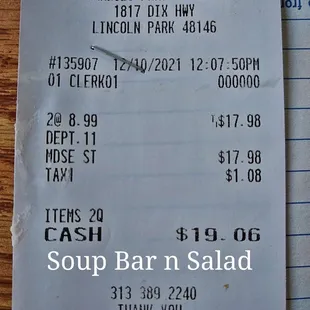 1817 DIX HWY
LINCOLN PARK 48146
#135907 12/10/2021 12:07:50PM
01 CLERK01 000000
2@ 8.99 $17.98
DEPT.11
MDSE ST $17.98
TAX1 $1.08
ITEMS 2Q
CASH $19.06
Soup Bar n Salad
313 389 2240
THANK YOU